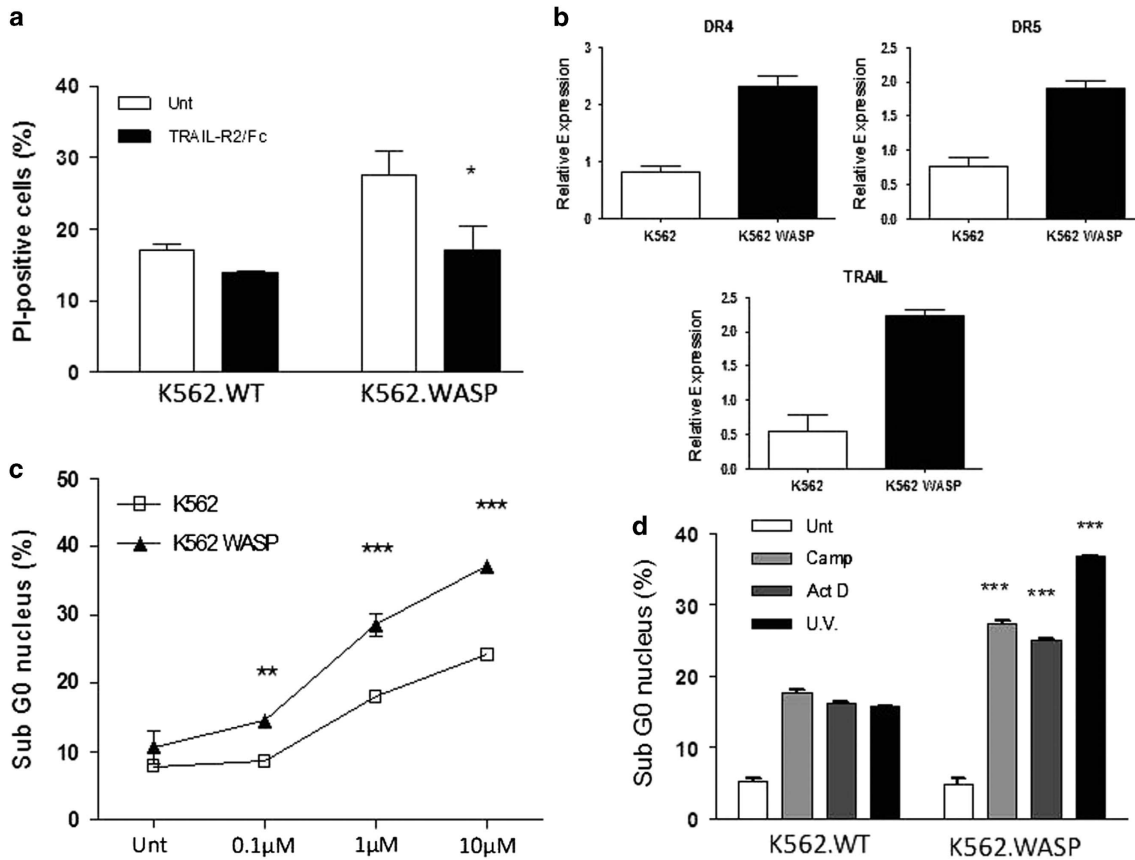 a
PI-positive cells (%)
40
30
20
10
0
Unt
TRAIL-R2/Fc
*
K562.WT
K562.WASP
b
DR4
Relative Expression
3
2
1
0
K562
K562 WASP
DR5
Relative Expression
2.5
2.0
1.5
1.0
0.5
0.0
K562
K562 WASP
TRAIL
Relative Expression
2.5
2.0
1.5
1.0
0.5
0.0
K562
K562 WASP
c
Sub G0 nucleus (%)
50
40
30
20
10
0
K562
K562 WASP
**
***
***
Unt
0.1µM
1µM
10µM
d
Sub G0 nucleus (%)
40
30
20
10
0
Unt
Camp
Act D
U.V.
***
***
***
K562.WT
K562.WASP